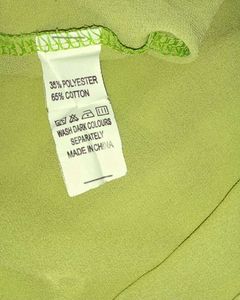 35% POLYESTER
65% COTTON
WASH DARK COLOURS
SEPARATELY
MADE IN CHINA